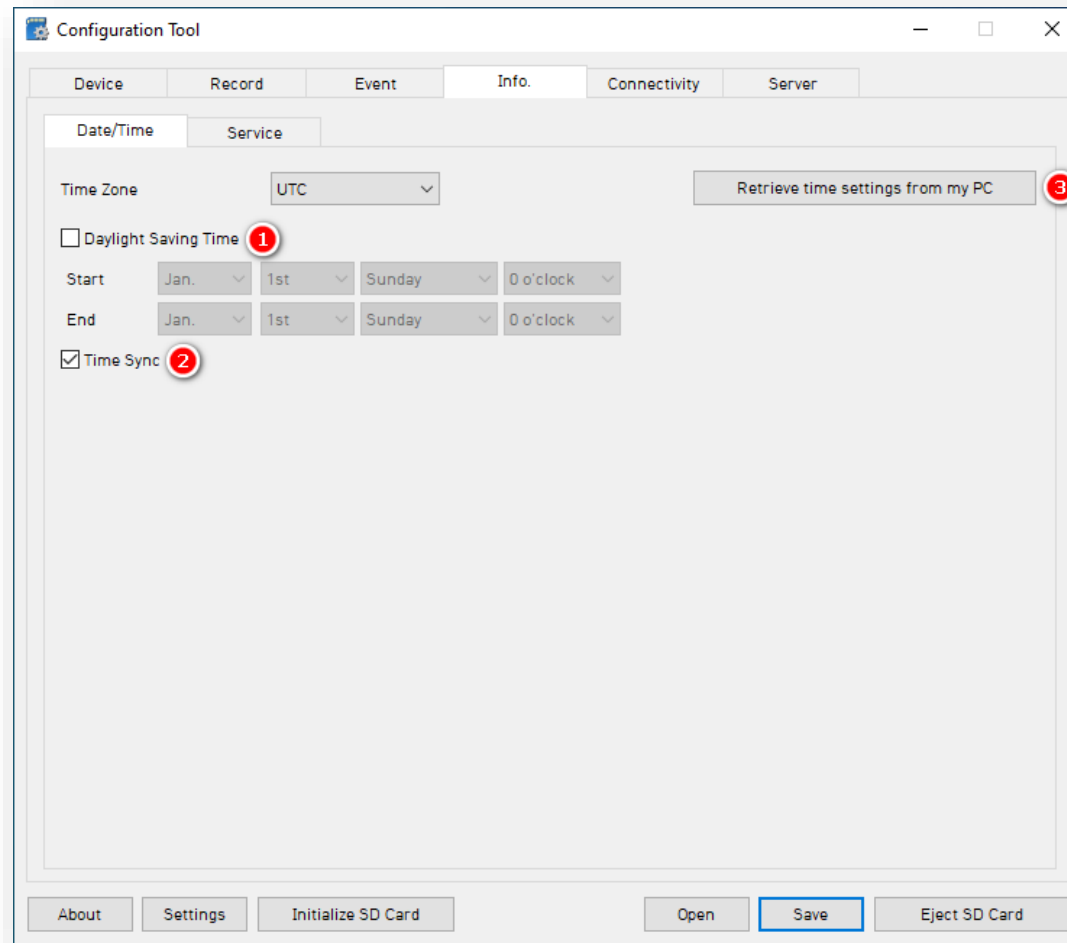 Configuration Tool
Device Record Event Info. Connectivity Server
Date/Time Service
Time Zone UTC Retrieve time settings from my PC 3
Daylight Saving Time 1
Start Jan. 1st Sunday 0 o'clock
End Jan. 1st Sunday 0 o'clock
Time Sync 2
About Settings Initialize SD Card Open Save Eject SD Card